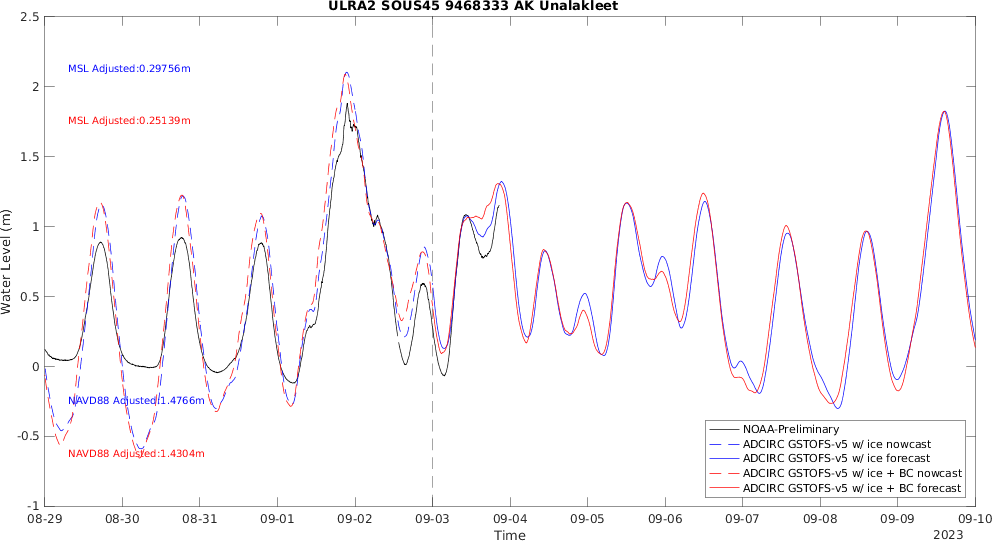 ULRA2 SOUS45 9468333 AK Unalakleet
2.5
2
1.5
1
0.5
0
-0.5
-1
Water Level (m)
MSL Adjusted:0.29756m
MSL Adjusted:0.25139m
NAVD88 Adjusted:1.4766m
NAVD88 Adjusted:1.4304m
NOAA-Preliminary
ADCIRC GSTOFS-v5 w/ ice nowcast
ADCIRC GSTOFS-v5 w/ ice forecast
ADCIRC GSTOFS-v5 w/ ice + BC nowcast
ADCIRC GSTOFS-v5 w/ ice + BC forecast
08-29 08-30 08-31 09-01 09-02 09-03 09-04 09-05 09-06 09-07 09-08 09-09 09-10
Time
2023